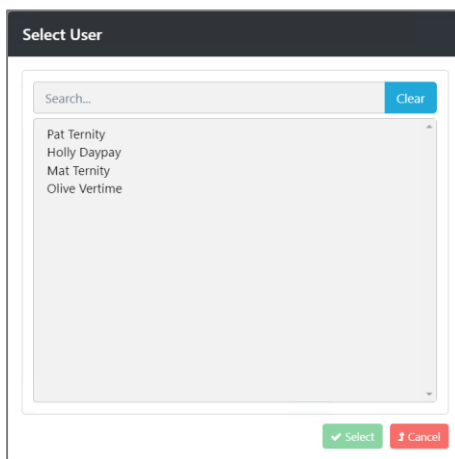 Select User
Search...
Clear
Pat Ternity
Holly Daypay
Mat Ternity
Olive Vertime
Select
Cancel